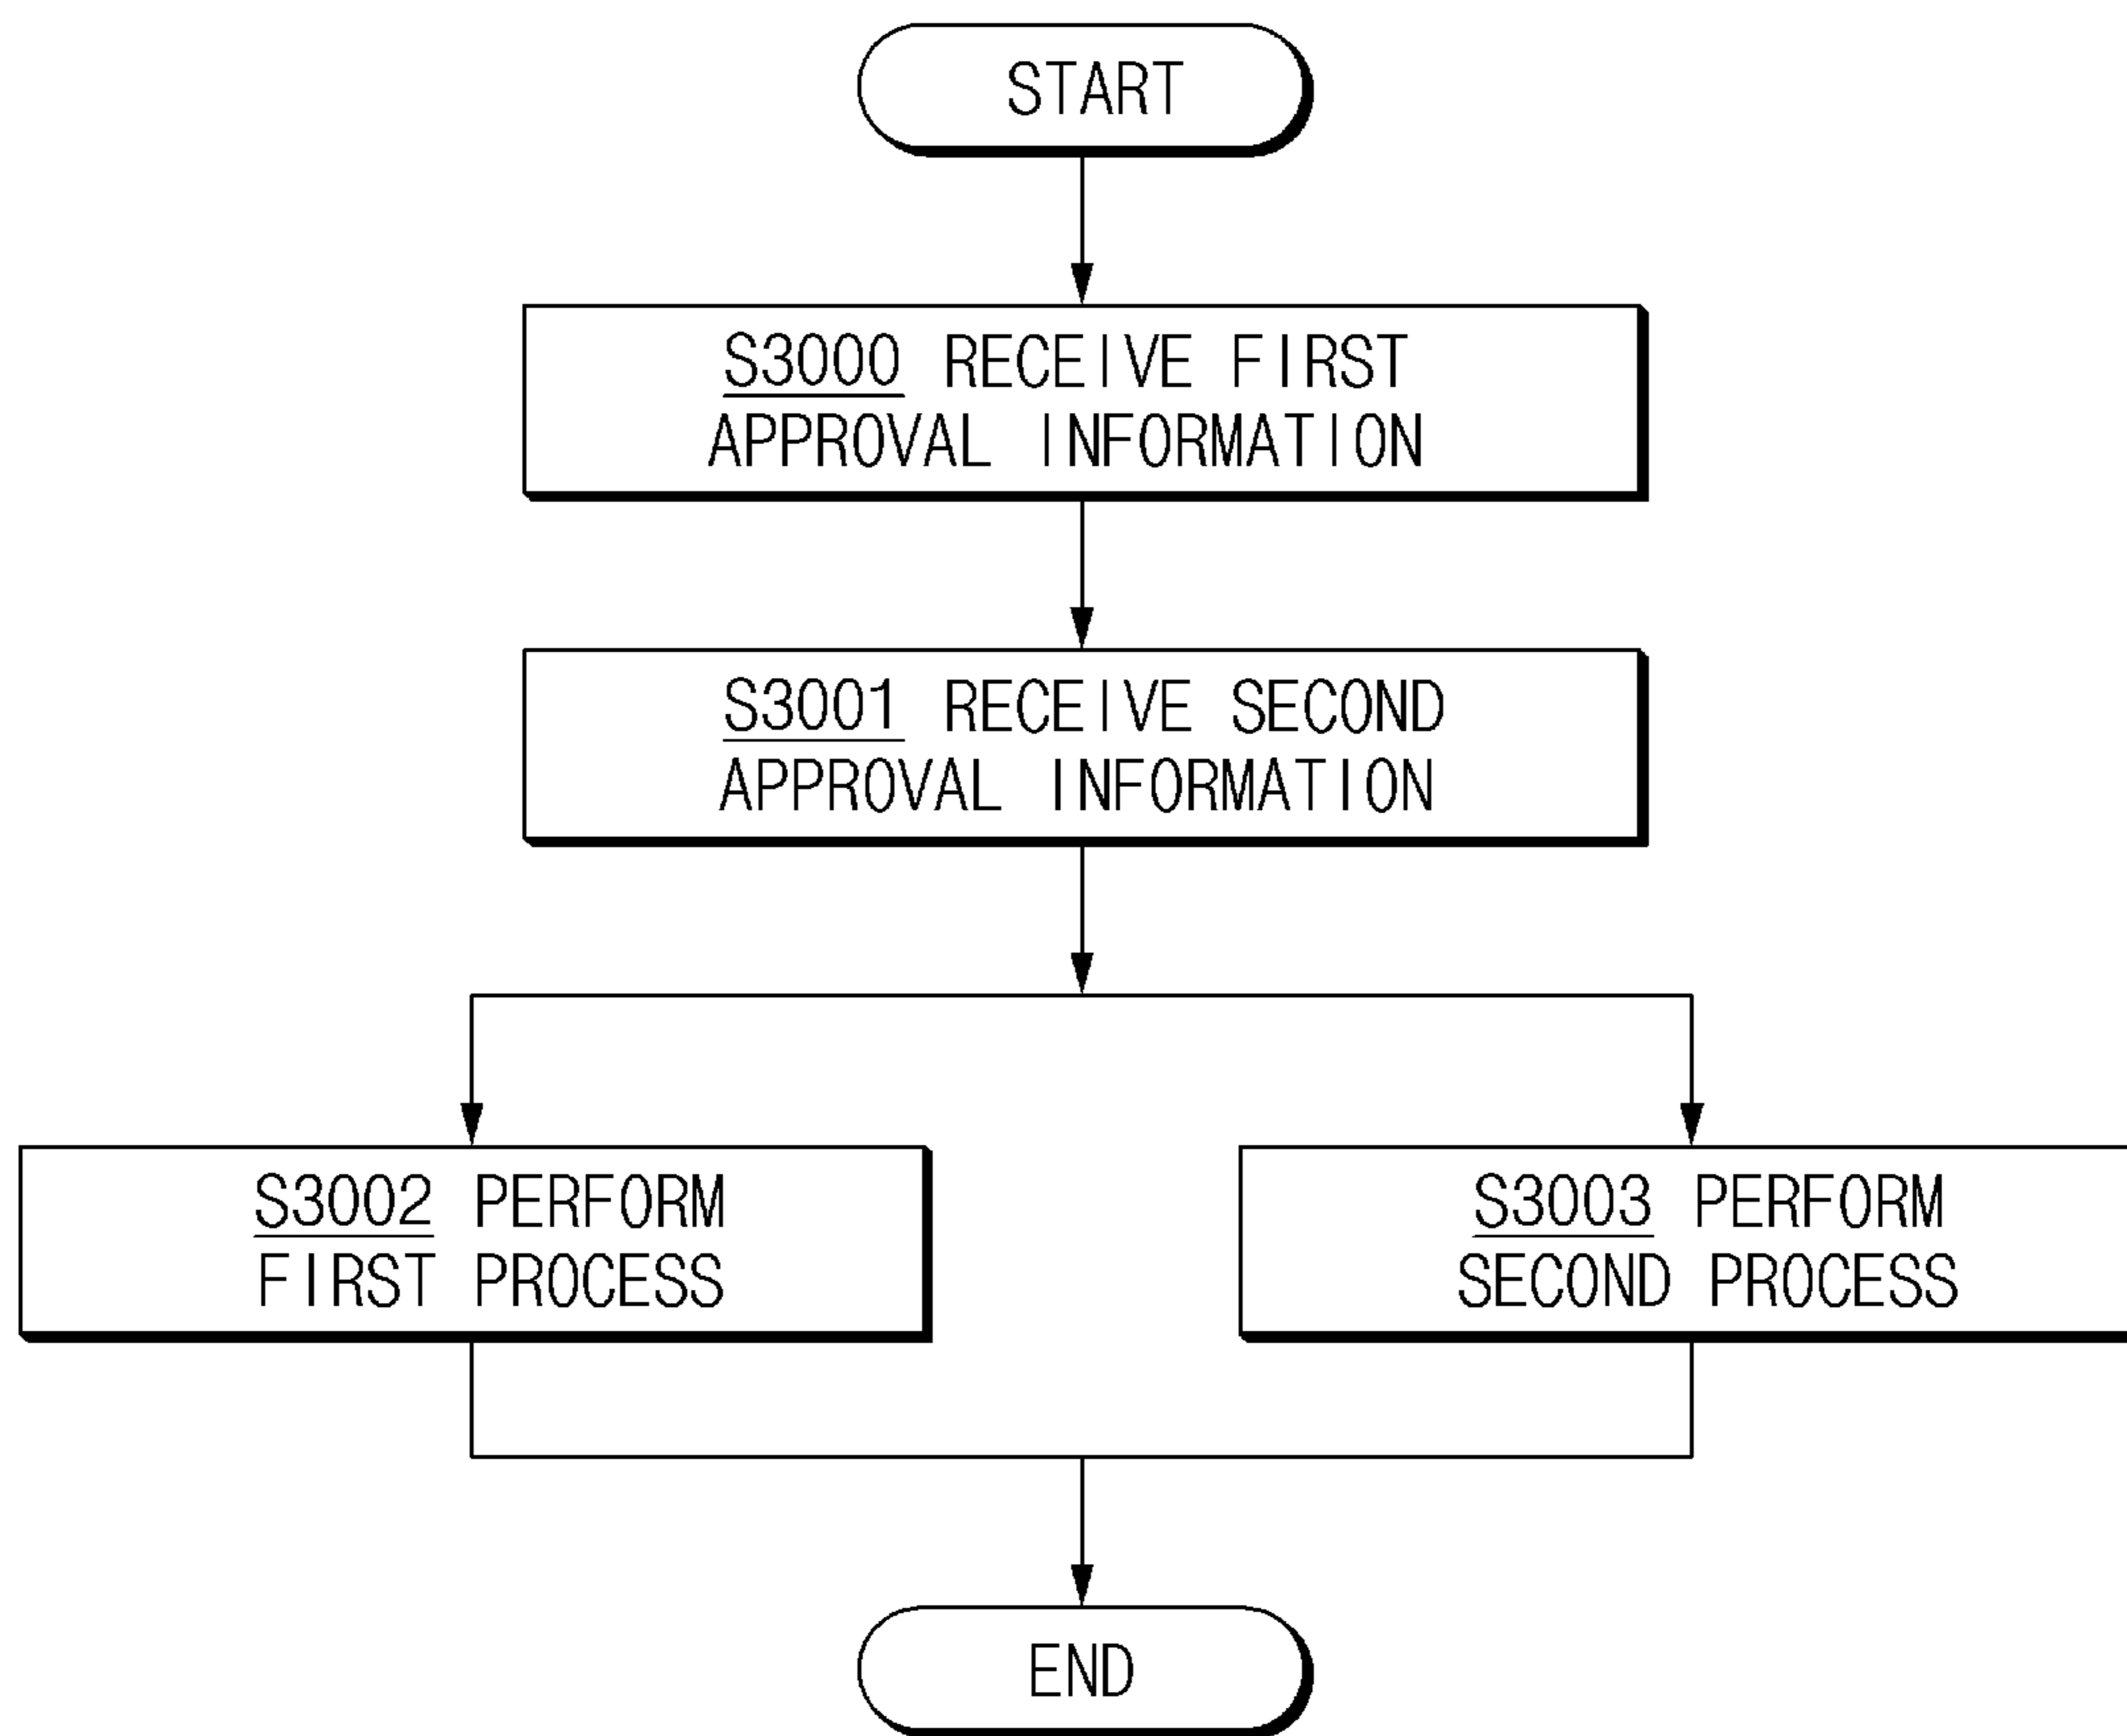 START
S3000 RECEIVE FIRST
APPROVAL INFORMATION
S3001 RECEIVE SECOND
APPROVAL INFORMATION
S3002 PERFORM
FIRST PROCESS
S3003 PERFORM
SECOND PROCESS
END